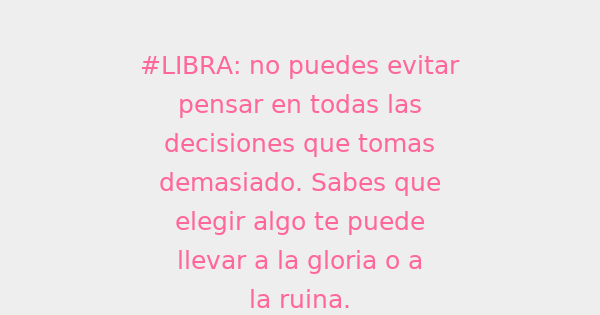 #LIBRA: no puedes evitar
pensar en todas las
decisiones que tomas
demasiado. Sabes que
elegir algo te puede
llevar a la gloria o a
la ruina.